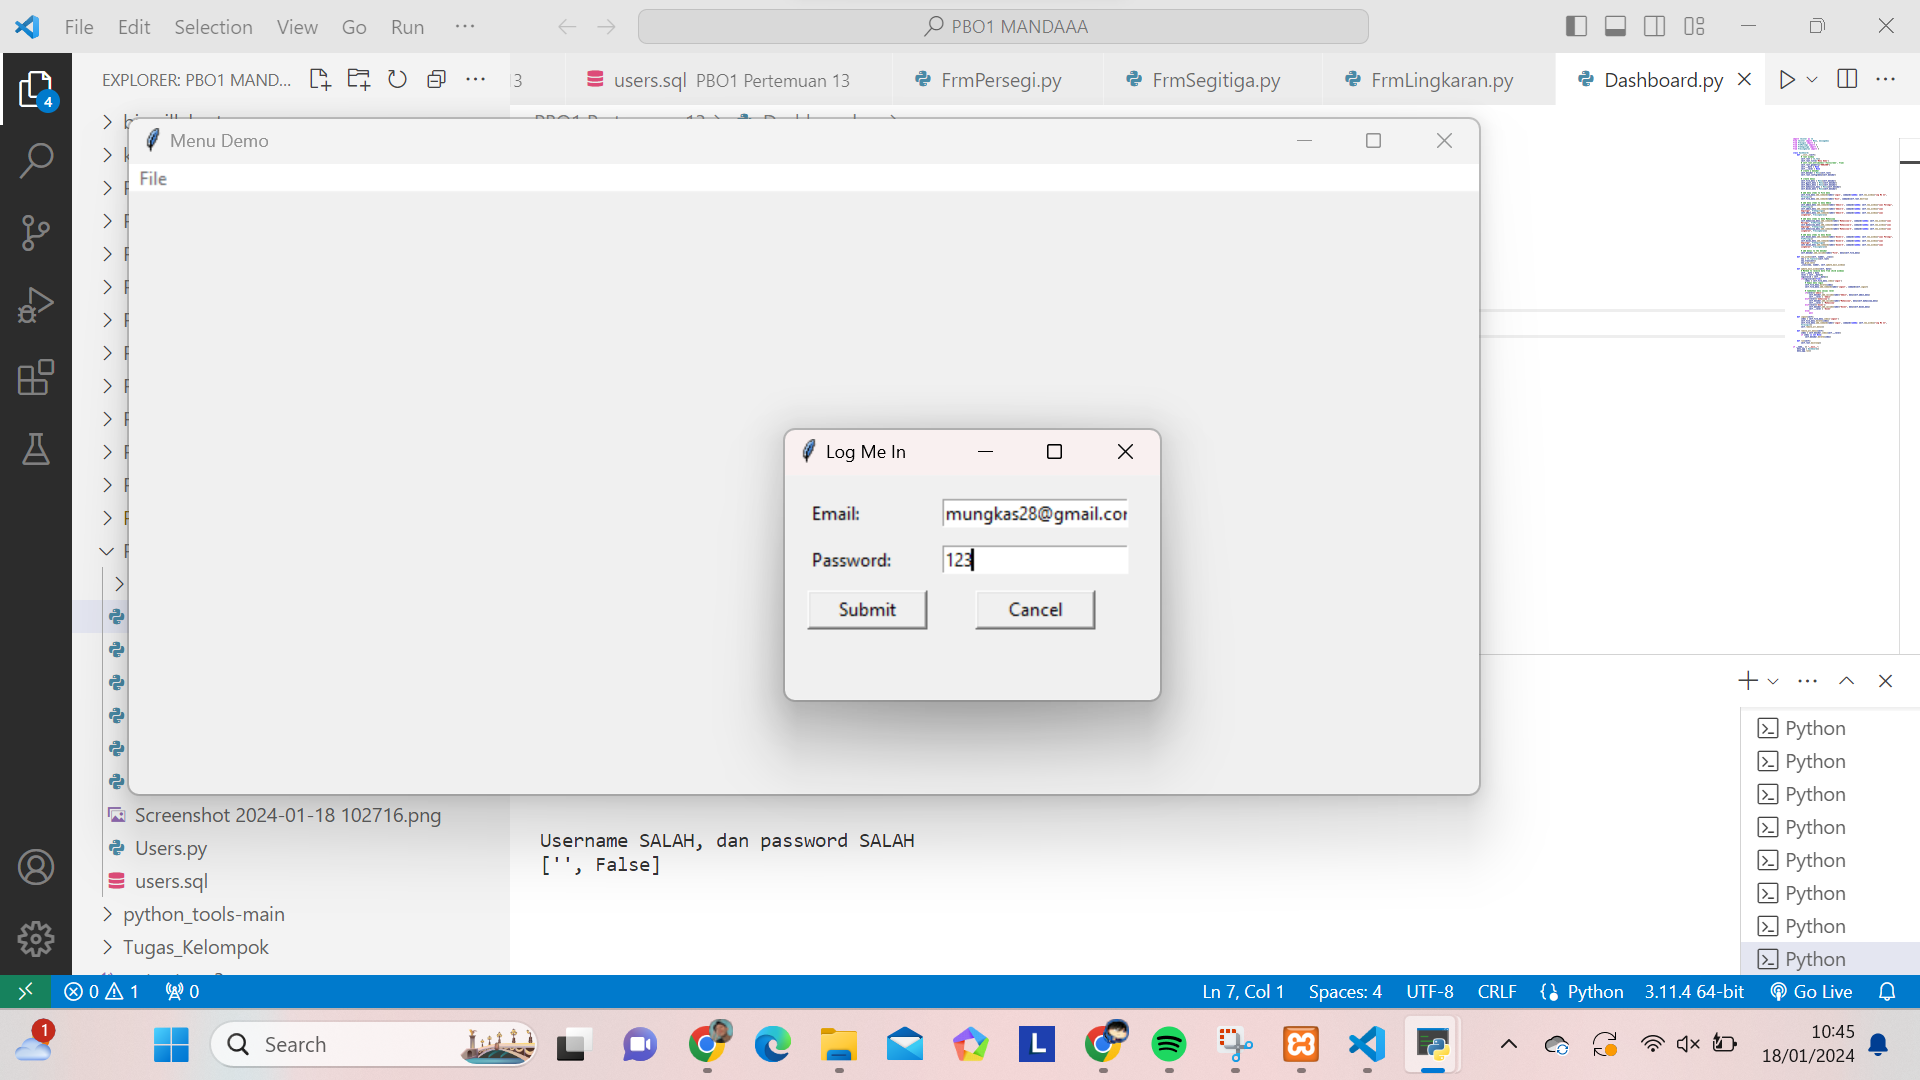 File Edit Selection View Go Run
PBO1 MANDAAA
EXPLORER: PBO1 MAND...
3
users.sql PBO1 Pertemuan 13
FrmPersegi.py
FrmSegitiga.py
FrmLingkaran.py
Dashboard.py
4
Menu Demo
File
Log Me In
Email:
mungkas28@gmail.cor
Password:
123
Submit
Cancel
Screenshot 2024-01-18 102716.png
Users.py
users.sql
python_tools-main
Tugas_Kelompok
Username SALAH, dan password SALAH
['', False]
Python
Python
Python
Python
Python
Python
Python
Python
0 1 0
Ln 7, Col 1 Spaces: 4 UTF-8 CRLF Python 3.11.4 64-bit Go Live
1
Search
L
10:45
18/01/2024